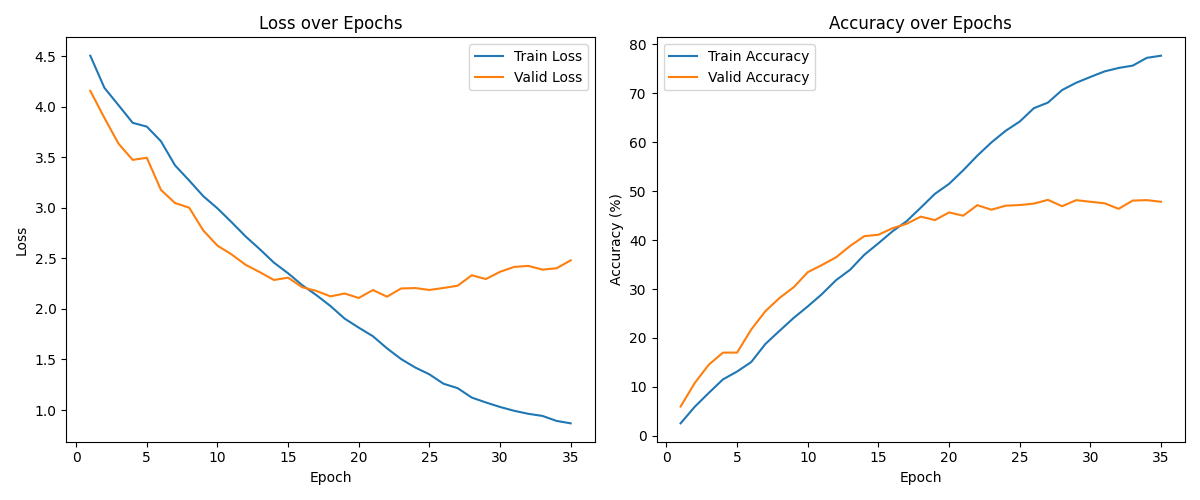 Loss over Epochs
Train Loss
Valid Loss
4.5
4.0
3.5
3.0
2.5
2.0
1.5
1.0
Loss
0 5 10 15 20 25 30 35
Epoch
Accuracy over Epochs
Train Accuracy
Valid Accuracy
80
70
60
50
40
30
20
10
0
Accuracy (%)
0 5 10 15 20 25 30 35
Epoch